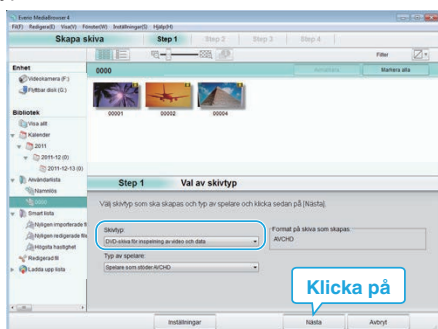 Everio MediaBrowser 4
Fil(F) Redigera(E) Visa(V) Fönster(W) Inställningar(S) Hjälp(H)
Skapa skiva Step 1 Step 2 Step 3 Step 4
Filter
Enhet
Videokamera (F:)
Flyttbar disk (G:)
Bibliotek
Visa allt
Kalender
2011
2011-12 (0)
2011-12-13 (0)
Användarlista
Namnlös
0000
Smart lista
Nyligen importerade fi
Nyligen redigerade file
Högsta hastighet
Redigerad fil
Ladda upp lista
0000 Avmarkera Markera alla
00001 00002 00004
Step 1 Val av skivtyp
Välj skivtyp som ska skapas och typ av spelare och klicka sedan på [Nästa].
Skivtyp:
DVD-skiva för inspelning av video och data
Typ av spelare:
Spelare som stöder AVCHD
Format på skiva som skapas:
AVCHD
Klicka på
Inställningar Nästa Avbryt